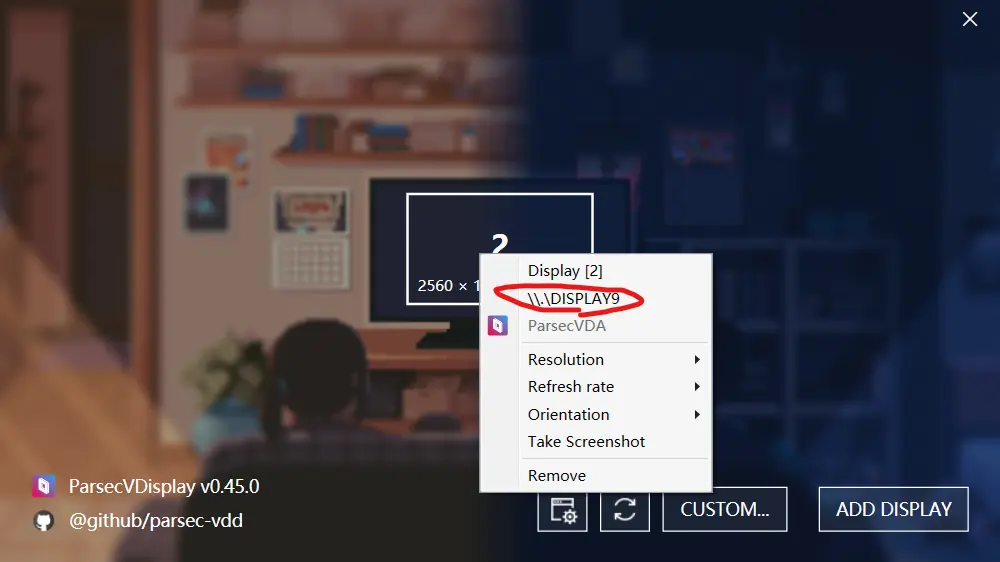 2
2560 × 1
Display [2]
\\.\DISPLAY9
ParsecVDA
Resolution
Refresh rate
Orientation
Take Screenshot
Remove
ParsecVDisplay v0.45.0
@github/parsec-vdd
CUSTOM...
ADD DISPLAY